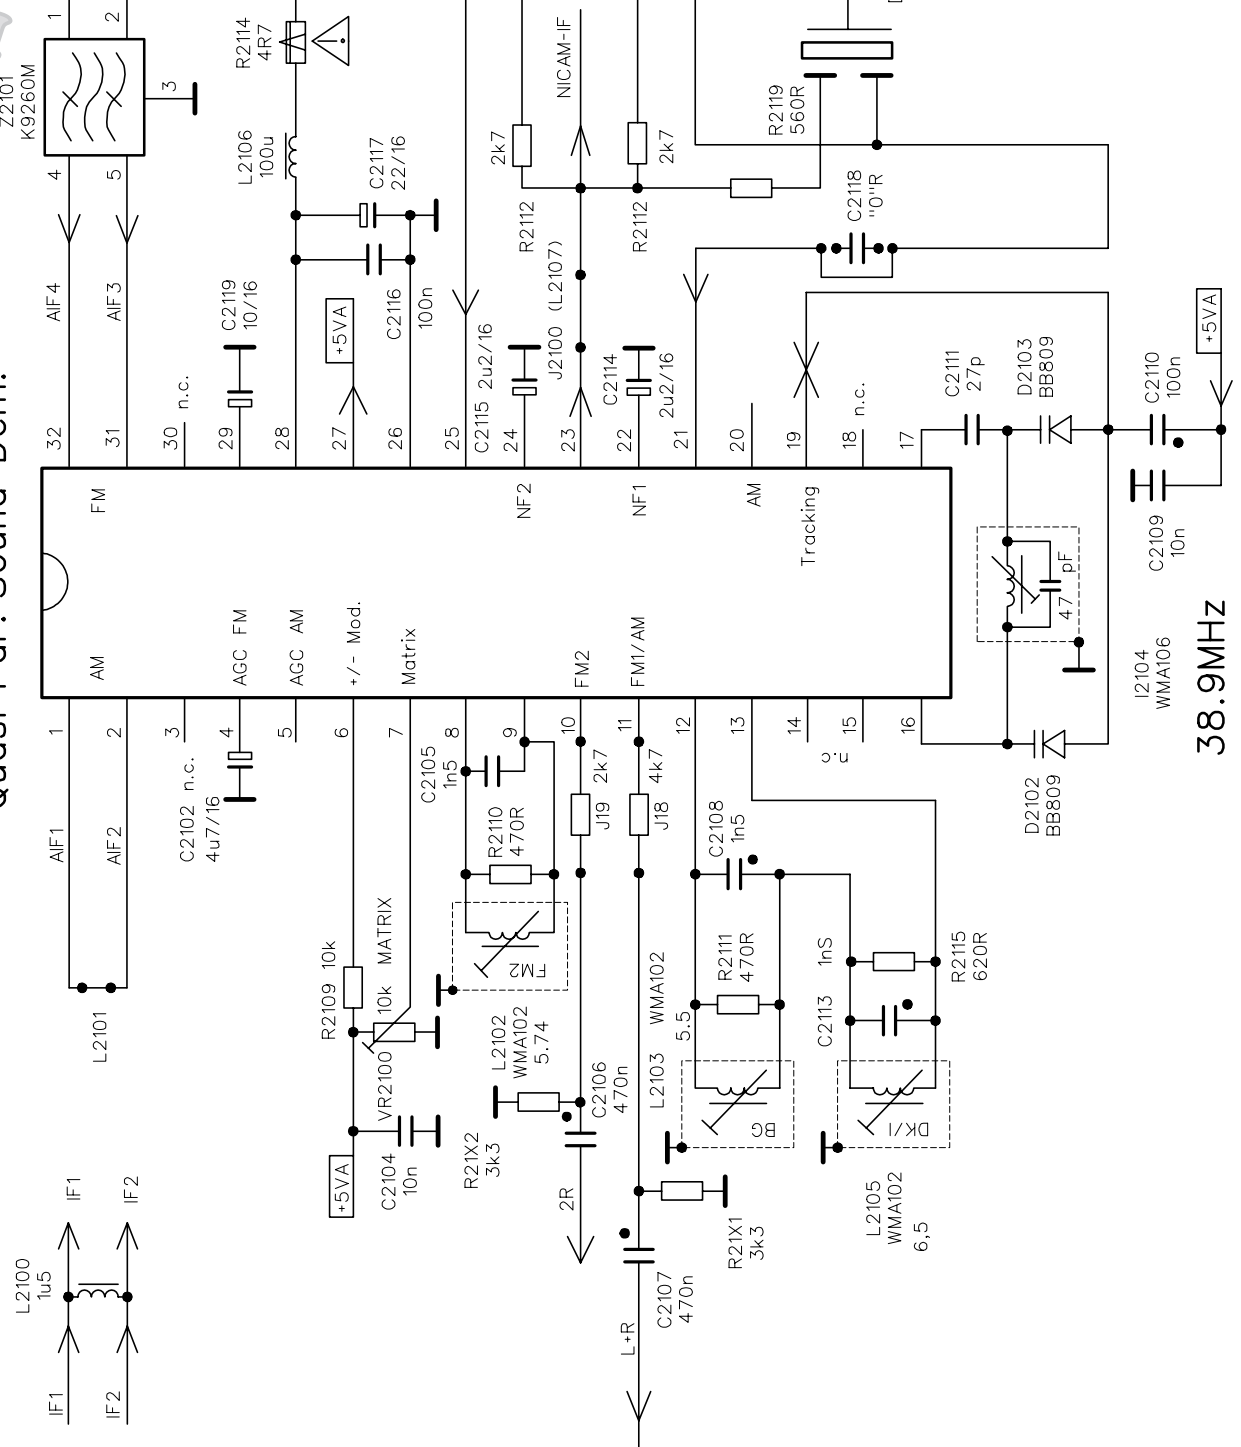 Quasi Par. Sound Dem.
Z2101
K9260M
1
2
3
4
5
AIF4
AIF3
R2114
4R7
L2106
100u
C2117
22/16
C2116
100n
C2119
10/16
+5VA
n.c.
2k7
R2112
NICAM-IF
2k7
R2112
J2100 (L2107)
C2115 2u2/16
C2114
2u2/16
R2119
560R
C2118
"0"R
n.c.
C2111
27p
D2103
BB809
C2110
100n
+5VA
C2109
10n
47 pF
I2104
WMA106
38.9MHz
D2102
BB809
32
31
30
29
28
27
26
25
24
23
22
21
20
19
18
17
FM
NF2
NF1
AM
Tracking
AM
AGC FM
AGC AM
+/- Mod.
Matrix
FM2
FM1/AM
1
2
3
4
5
6
7
8
9
10
11
12
13
14
15
16
n.c
AIF1
AIF2
L2101
n.c.
C2102
4u7/16
R2109 10k
10k MATRIX
VR2100
C2104
10n
+5VA
C2105
1n5
R2110
470R
FM2
L2102
WMA102
5.74
2k7
J19
4k7
J18
R21X2
3k3
C2106
470n
2R
L2103 WMA102
5.5
C2108
1n5
R2111
470R
BG
R21X1
3k3
C2107
470n
L+R
C2113 1nS
R2115
620R
DK/I
L2105
WMA102
6,5
L2100
1u5
IF1
IF2
IF1
IF2